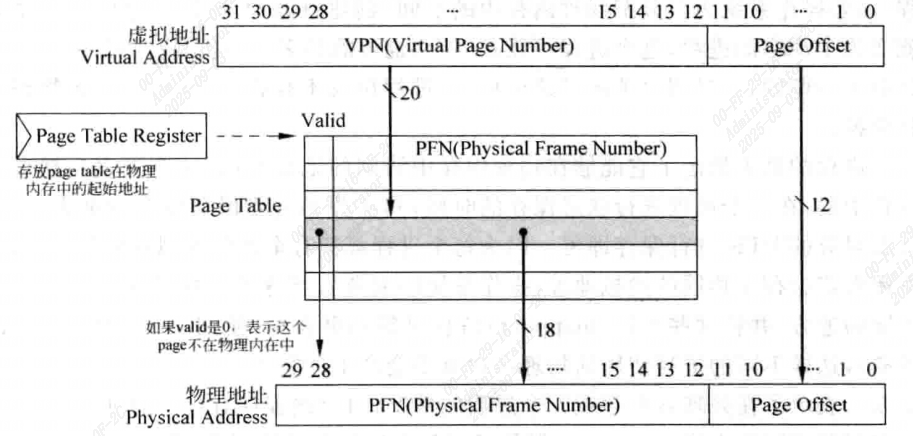 31 30 29 28 ···· 15 14 13 12 11 10 ···· 0
虚拟地址
Virtual Address
VPN(Virtual Page Number) Page Offset
20
Valid
Page Table Register
PFN(Physical Frame Number)
存放page table在物理
内存中的起始地址
Page Table
12
如果valid是0，表示这个
page不在物理内存中
18
29 28 ···· 15 14 13 12 11 10 ···· 1 0
物理地址
Physical Address
PFN(Physical Frame Number) Page Offset